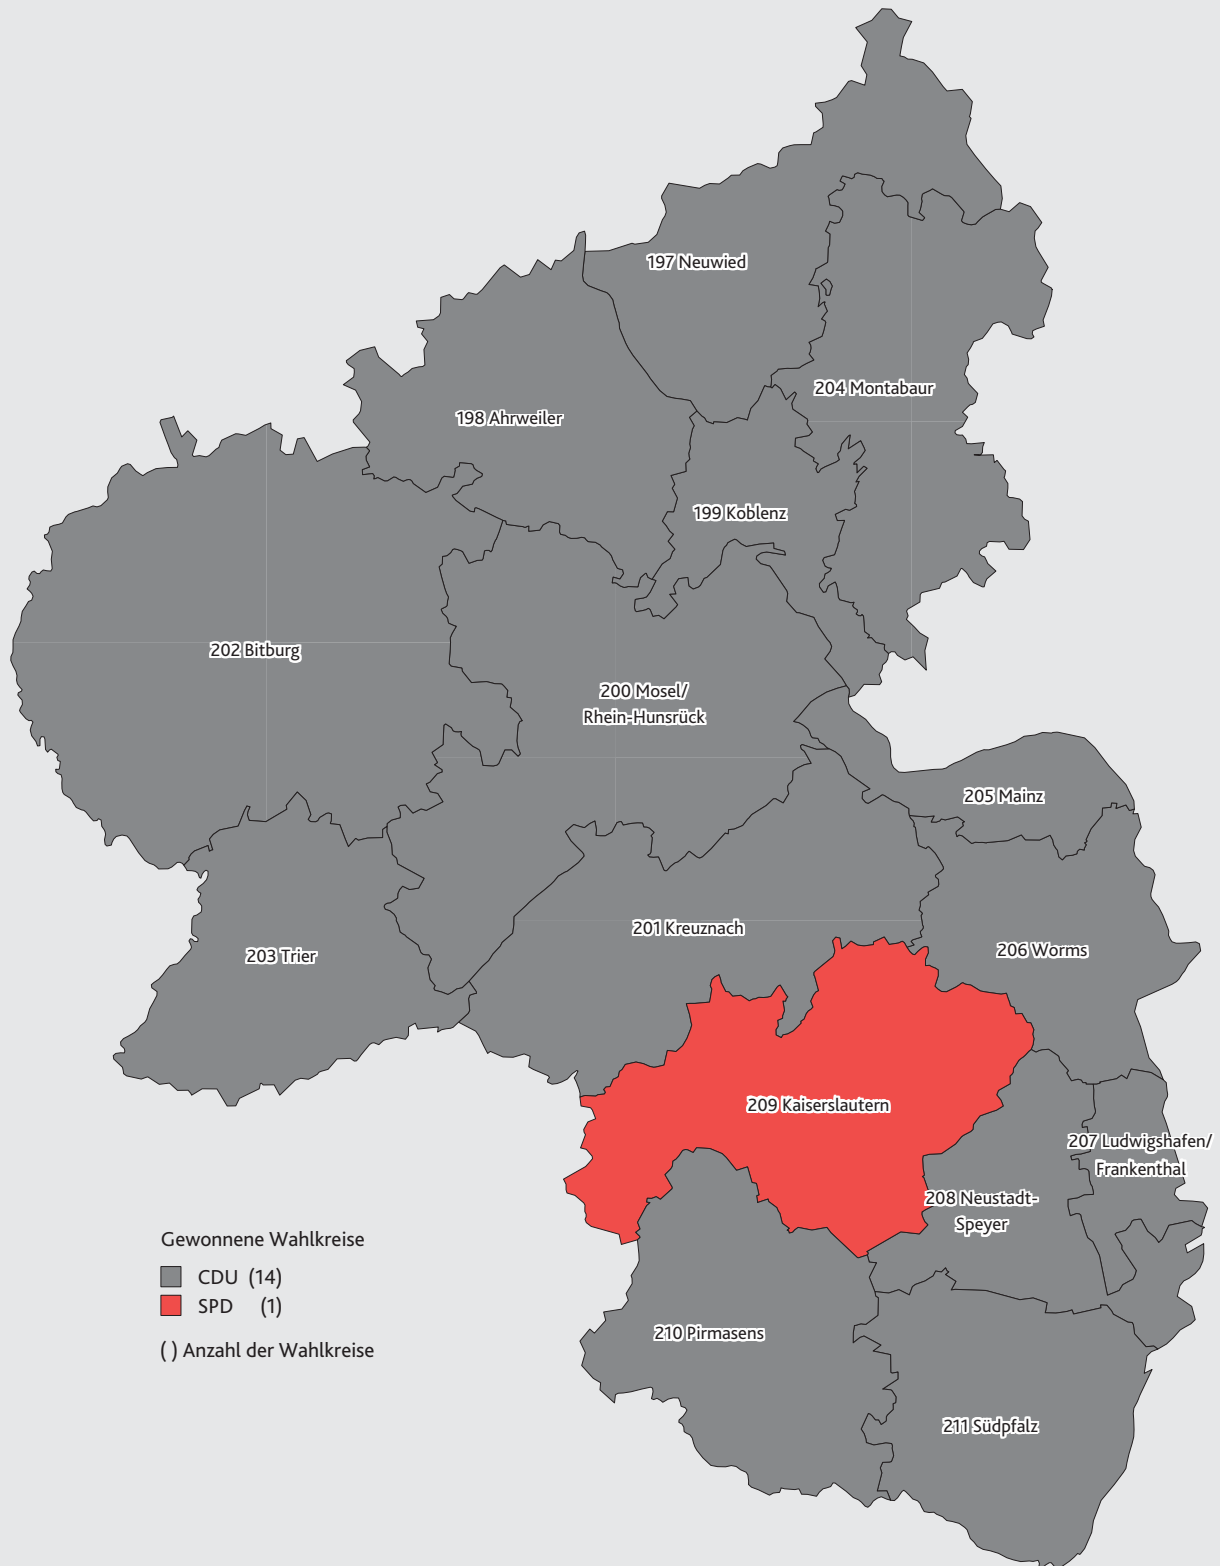 197 Neuwied
204 Montabaur
198 Ahrweiler
199 Koblenz
202 Bitburg
200 Mosel/
Rhein-Hunsrück
205 Mainz
201 Kreuznach
206 Worms
203 Trier
209 Kaiserslautern
207 Ludwigshafen/
Frankenthal
208 Neustadt-
Speyer
210 Pirmasens
211 Südpfalz
Gewonnene Wahlkreise
CDU (14)
SPD (1)
( ) Anzahl der Wahlkreise